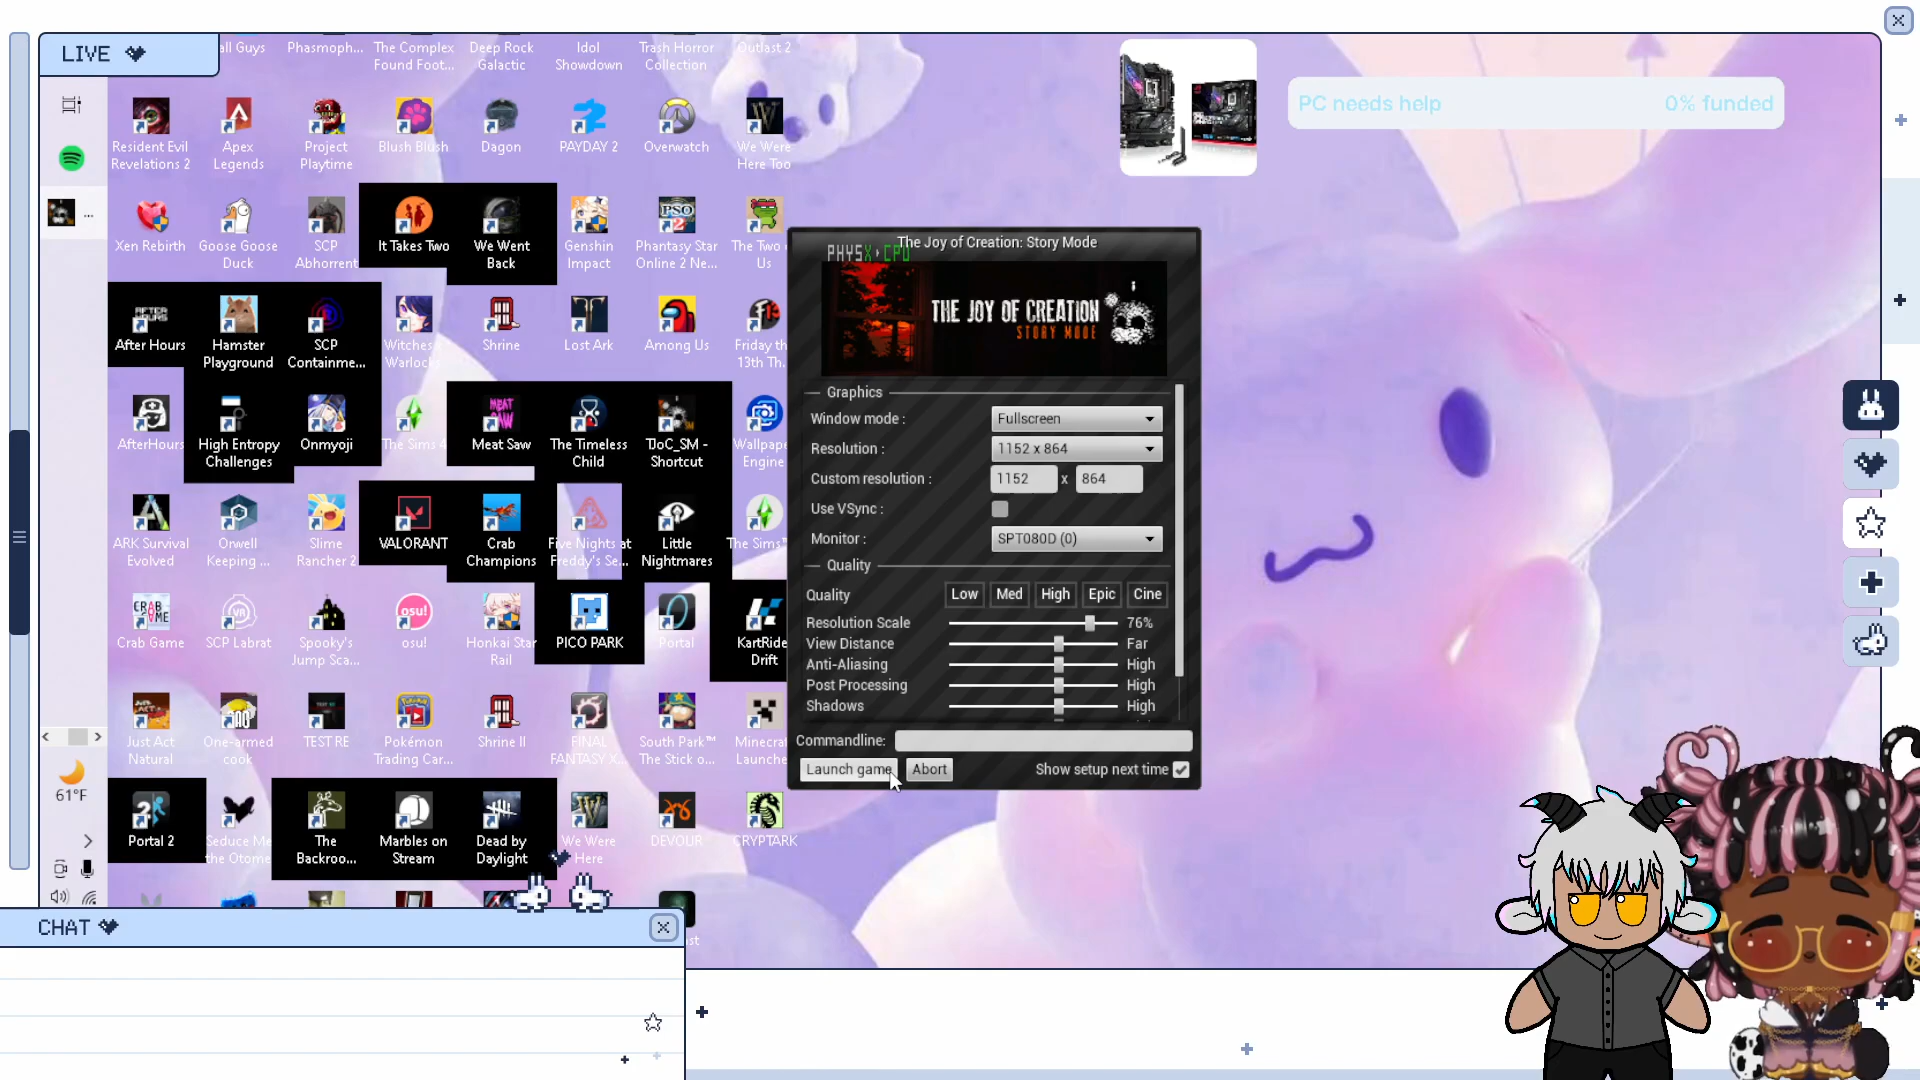 LIVE
all Guys
Phasmoph...
The Complex
Found Foot...
Deep Rock
Galactic
Idol
Showdown
Trash Horror
Collection
Outlast 2
PC needs help
0% funded
Resident Evil
Revelations 2
Apex
Legends
Project
Playtime
Blush Blush
Dagon
PAYDAY 2
Overwatch
We Were
Here Too
Xen Rebirth
Goose Goose
Duck
SCP
Abhorrent
It Takes Two
We Went
Back
Genshin
Impact
Phantasy Star
Online 2 Ne...
The Two
Us
After Hours
Hamster
Playground
SCP
Containme...
Witches
Warlocks
Shrine
Lost Ark
Among Us
Friday th
13th Th...
AfterHours
High Entropy
Challenges
Onmyoji
The Sims 4
Meat Saw
The Timeless
Child
TJoC_SM -
Shortcut
Wallpape
Engine
ARK Survival
Evolved
Orwell
Keeping ...
Slime
Rancher 2
VALORANT
Crab
Champions
Five Nights at
Freddy's Se...
Little
Nightmares
The Sims™
Crab Game
SCP Labrat
Spooky's
Jump Sca...
osu!
Honkai Star
Rail
PICO PARK
Portal
KartRide
Drift
Just Act
Natural
One-armed
cook
TEST RE
Pokémon
Trading Car...
Shrine II
FINAL
FANTASY X...
South Park™
The Stick o...
Minecra
Launche
61°F
Portal 2
Seduce Me
the Otome
The
Backroo...
Marbles on
Stream
Dead by
Daylight
We Were
Here
DEVOUR
CRYPTARK
The Joy of Creation: Story Mode
PHYSX›CPU
THE JOY OF CREATION
STORY MODE
Graphics
Window mode :
Fullscreen
Resolution :
1152 x 864
Custom resolution :
1152 x 864
Use VSync :
Monitor :
SPT080D (0)
Quality
Quality
Low Med High Epic Cine
Resolution Scale
76%
View Distance
Far
Anti-Aliasing
High
Post Processing
High
Shadows
High
Commandline:
Launch game
Abort
Show setup next time
CHAT